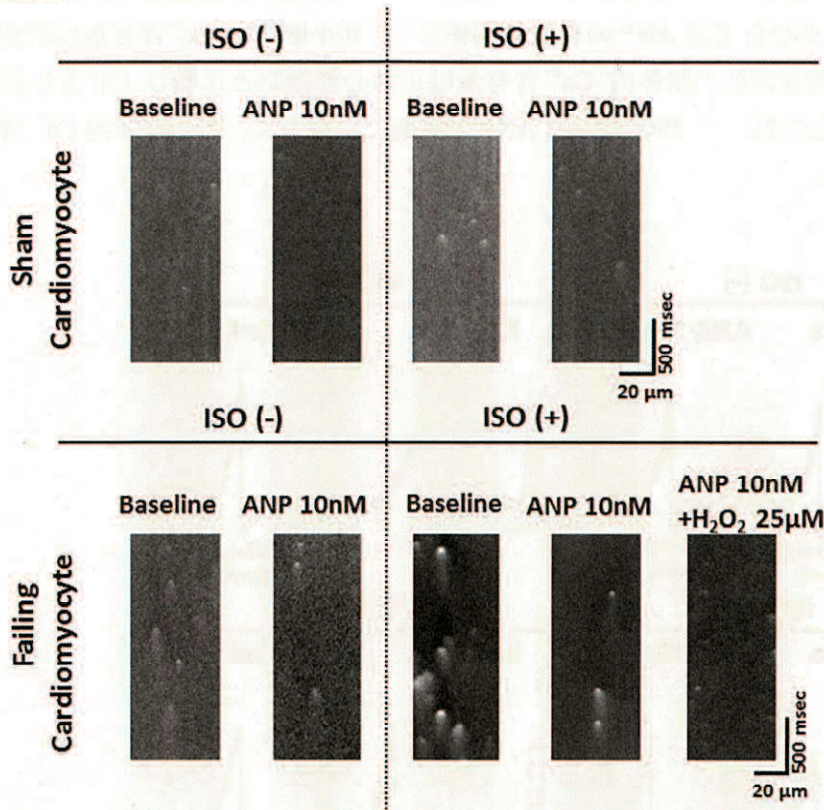 ISO (-) ISO (+)
Baseline ANP 10nM Baseline ANP 10nM
Sham
Cardiomyocyte
500 msec
20 µm
ISO (-) ISO (+)
Baseline ANP 10nM Baseline ANP 10nM ANP 10nM
+H₂O₂ 25µM
Failing
Cardiomyocyte
500 msec
20 µm